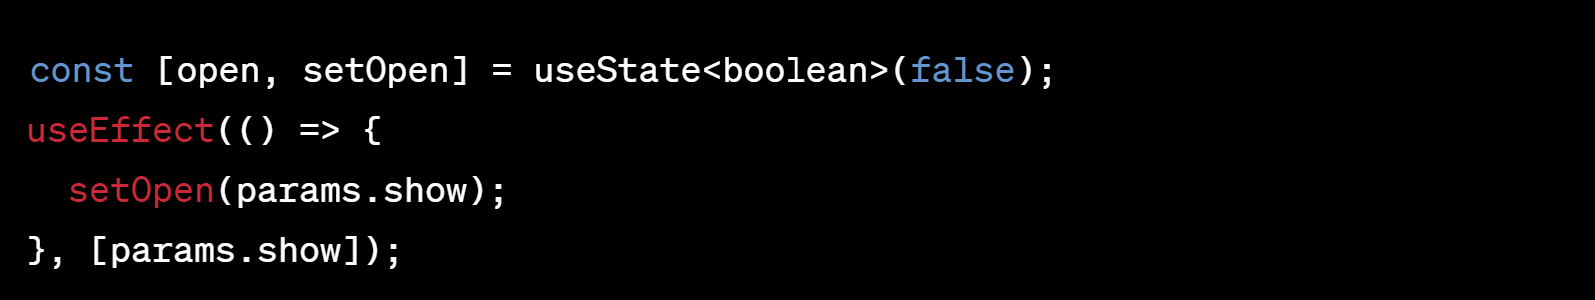 const [open, setOpen] = useState<boolean>(false);
useEffect(() => {
  setOpen(params.show);
}, [params.show]);